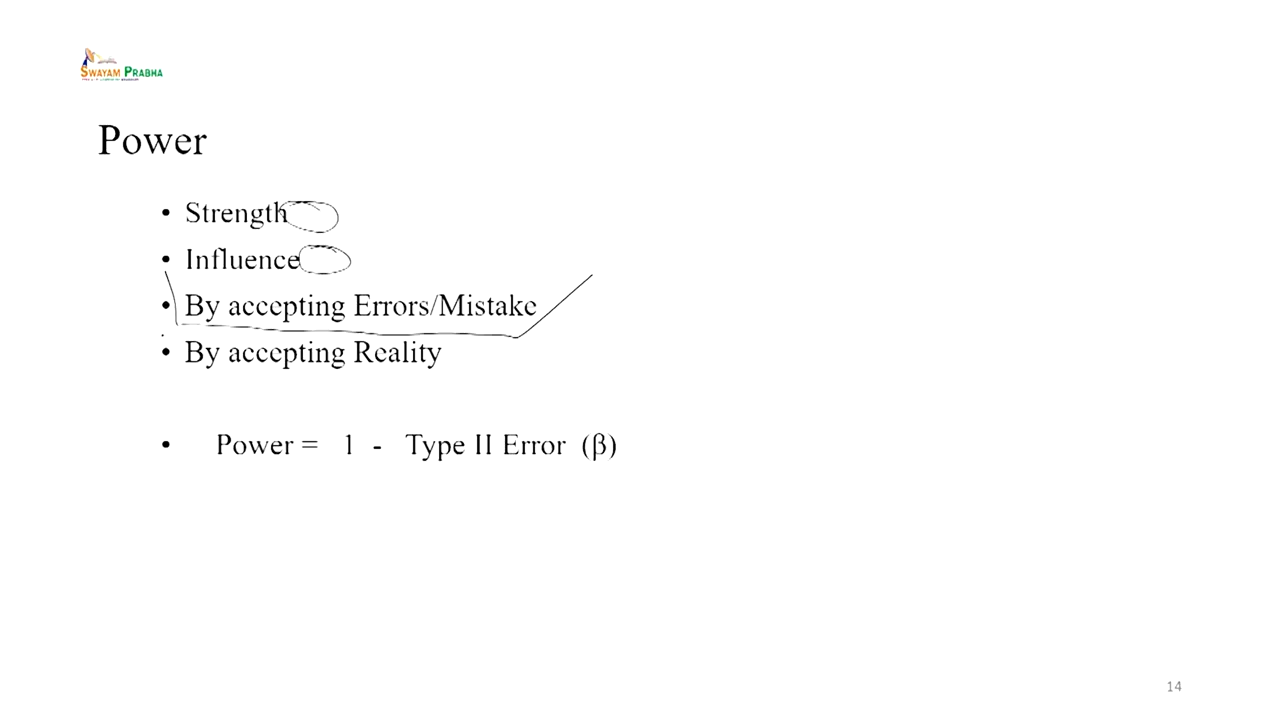 SWAYAM PRABHA
Power
• Strength
• Influence
• By accepting Errors/Mistake
• By accepting Reality
• Power = 1 - Type II Error (β)
14